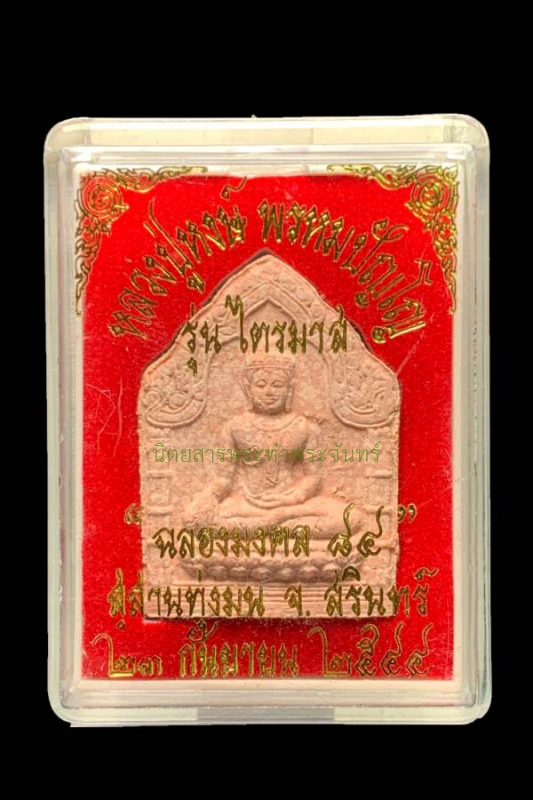 หลวงปู่หงษ์ พรหมปัญโญ
รุ่น ไตรมาส
นิตยสารพระท่าพระจันทร์
“ฉลองมงคล ๘๔”
สุสานทุ่งมน จ. สุรินทร์
๒๓ กันยายน ๒๕๔๔